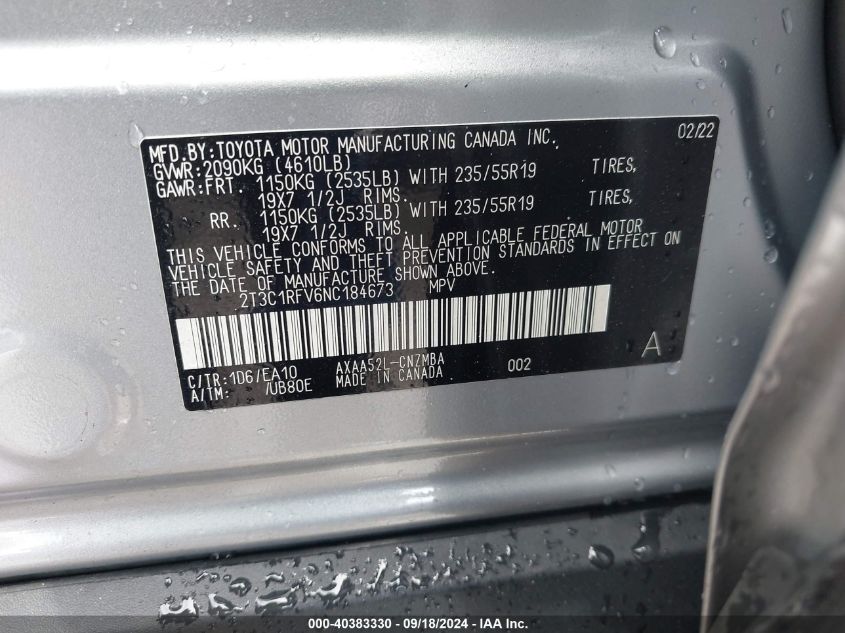 MFD.BY:TOYOTA MOTOR MANUFACTURING CANADA INC. 02/22
GVWR:2090KG (4610LB)
GAWR:FRT. 1150KG (2535LB) WITH 235/55R19 TIRES,
19X7 1/2J RIMS.
RR. 1150KG (2535LB) WITH 235/55R19 TIRES,
19X7 1/2J RIMS.
THIS VEHICLE CONFORMS TO ALL APPLICABLE FEDERAL MOTOR
VEHICLE SAFETY AND THEFT PREVENTION STANDARDS IN EFFECT ON
THE DATE OF MANUFACTURE SHOWN ABOVE.
2T3C1RFV6NC184673 MPV
C/TR:1D6/EA10 AXAA52L-CNZMBA 002 A
A/TM: /UB80E MADE IN CANADA
000-40383330 - 09/18/2024 - IAA Inc.